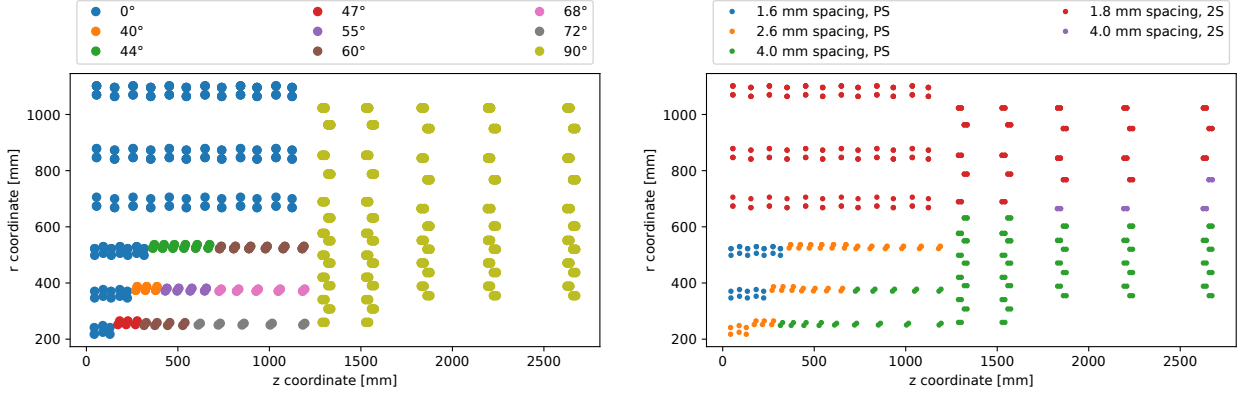 0° 47° 68°
40° 55° 72°
44° 60° 90°
1000
800
600
400
200
r coordinate [mm]
0 500 1000 1500 2000 2500
z coordinate [mm]
1.6 mm spacing, PS 1.8 mm spacing, 2S
2.6 mm spacing, PS 4.0 mm spacing, 2S
4.0 mm spacing, PS
1000
800
600
400
200
r coordinate [mm]
0 500 1000 1500 2000 2500
z coordinate [mm]